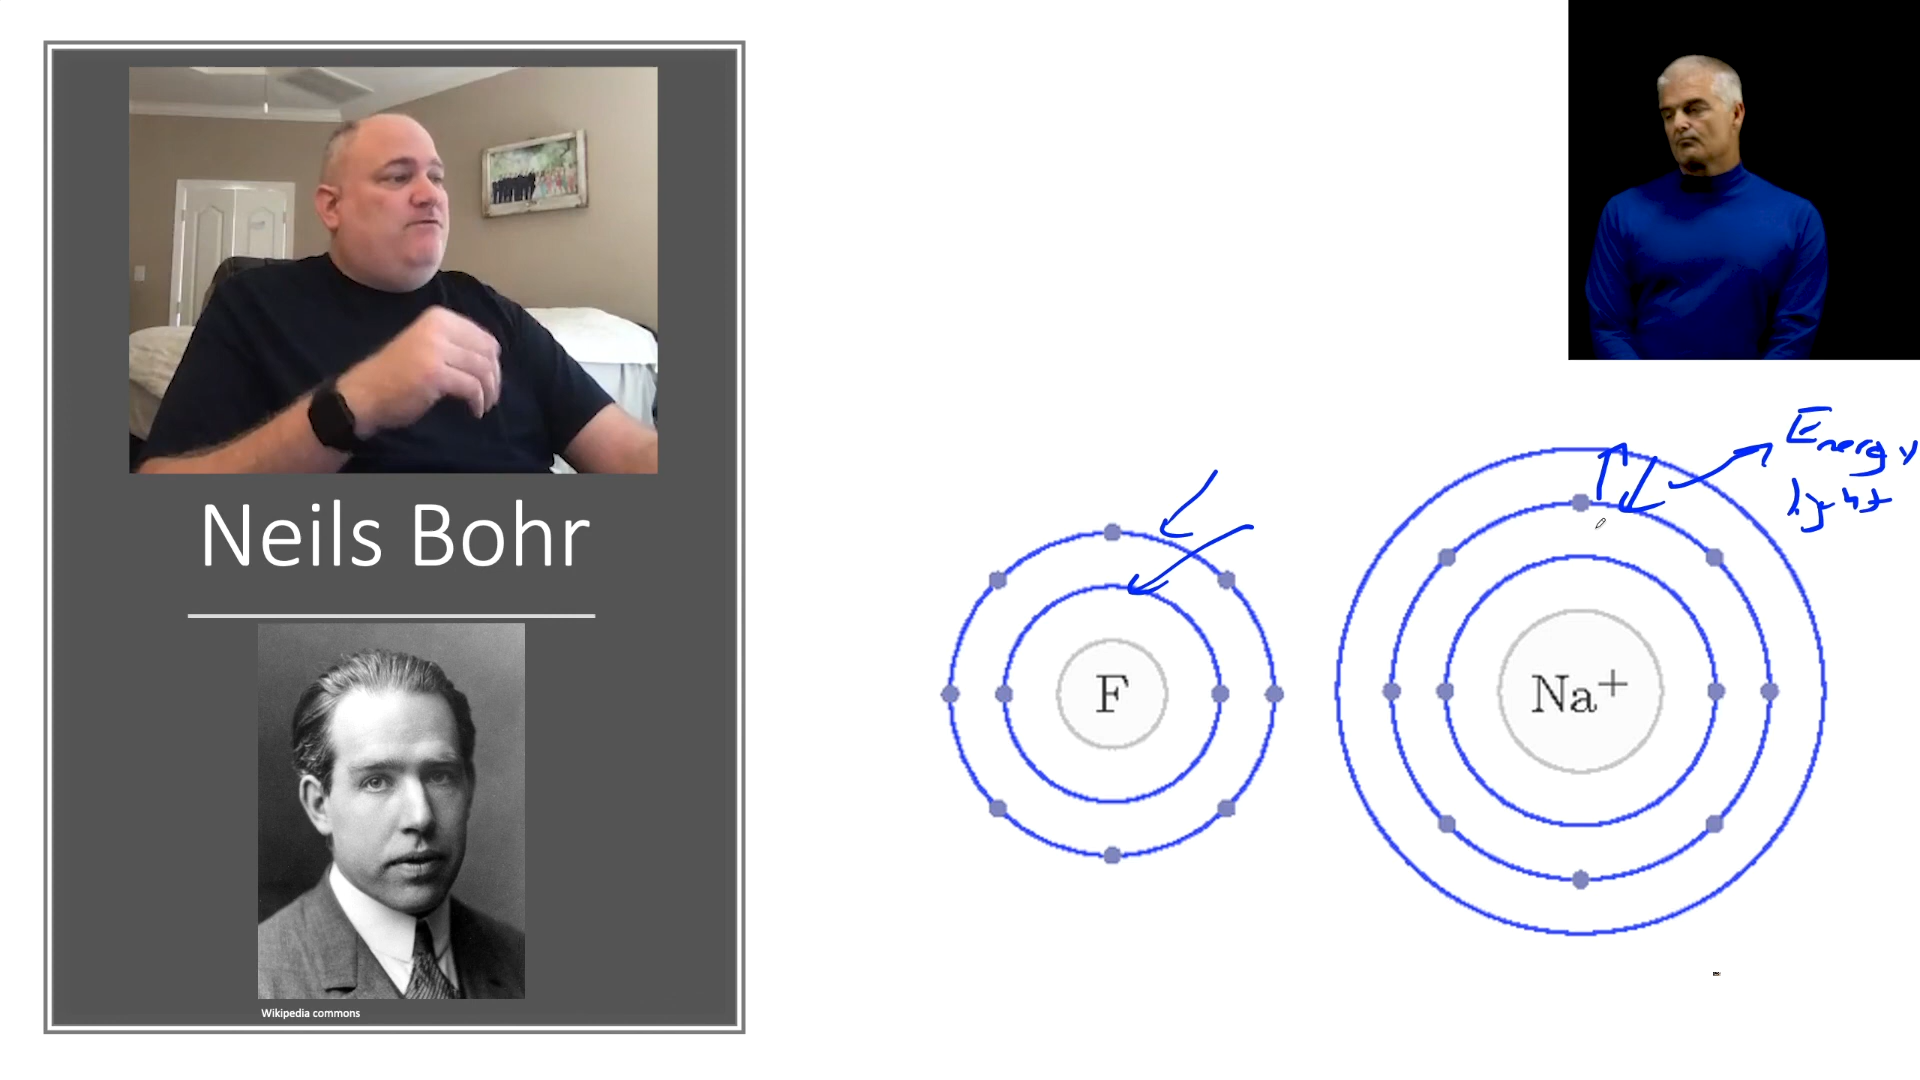 Neils Bohr
Wikipedia commons
F
Na⁺
Energy
light